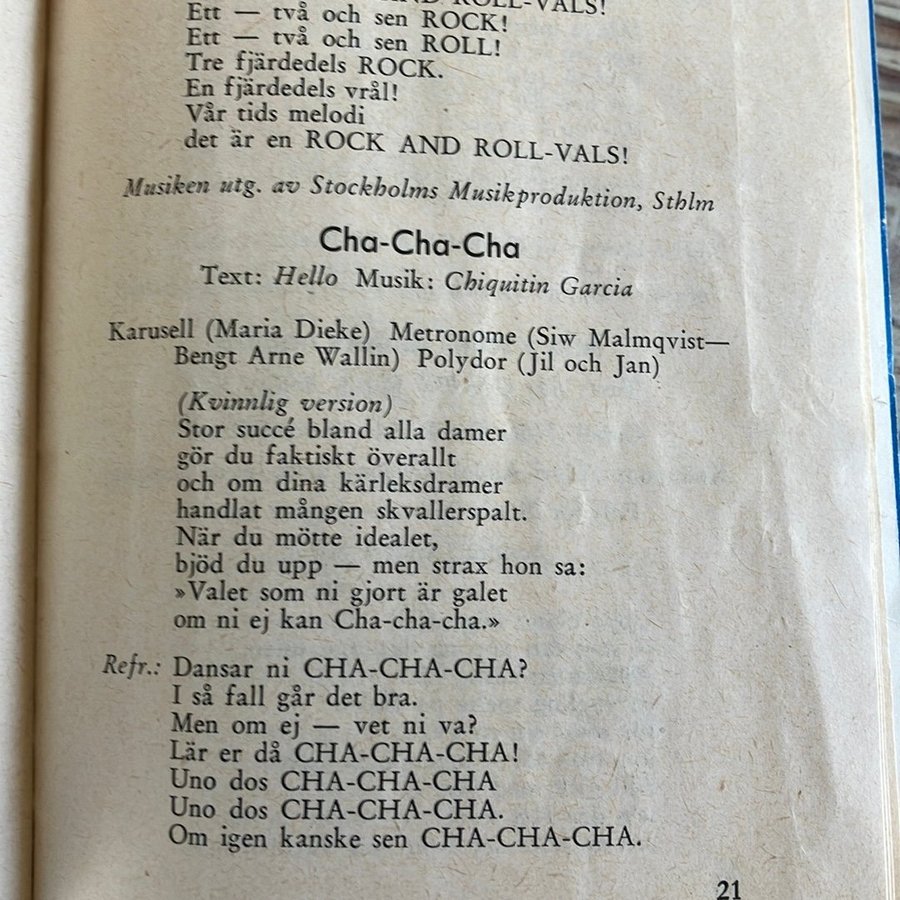 AND ROLL-VALS!
Ett — två och sen ROCK!
Ett — två och sen ROLL!
Tre fjärdedels ROCK.
En fjärdedels vrål!
Vår tids melodi
det är en ROCK AND ROLL-VALS!
Musiken utg. av Stockholms Musikproduktion, Sthlm
Cha-Cha-Cha
Text: Hello Musik: Chiquitin Garcia
Karusell (Maria Dieke) Metronome (Siw Malmqvist—
Bengt Arne Wallin) Polydor (Jil och Jan)
(Kvinnlig version)
Stor succé bland alla damer
gör du faktiskt överallt
och om dina kärleksdramer
handlat mången skvallerspalt.
När du mötte idealet,
bjöd du upp — men strax hon sa:
»Valet som ni gjort är galet
om ni ej kan Cha-cha-cha.»
Refr.: Dansar ni CHA-CHA-CHA?
I så fall går det bra.
Men om ej — vet ni va?
Lär er då CHA-CHA-CHA!
Uno dos CHA-CHA-CHA
Uno dos CHA-CHA-CHA.
Om igen kanske sen CHA-CHA-CHA.
21